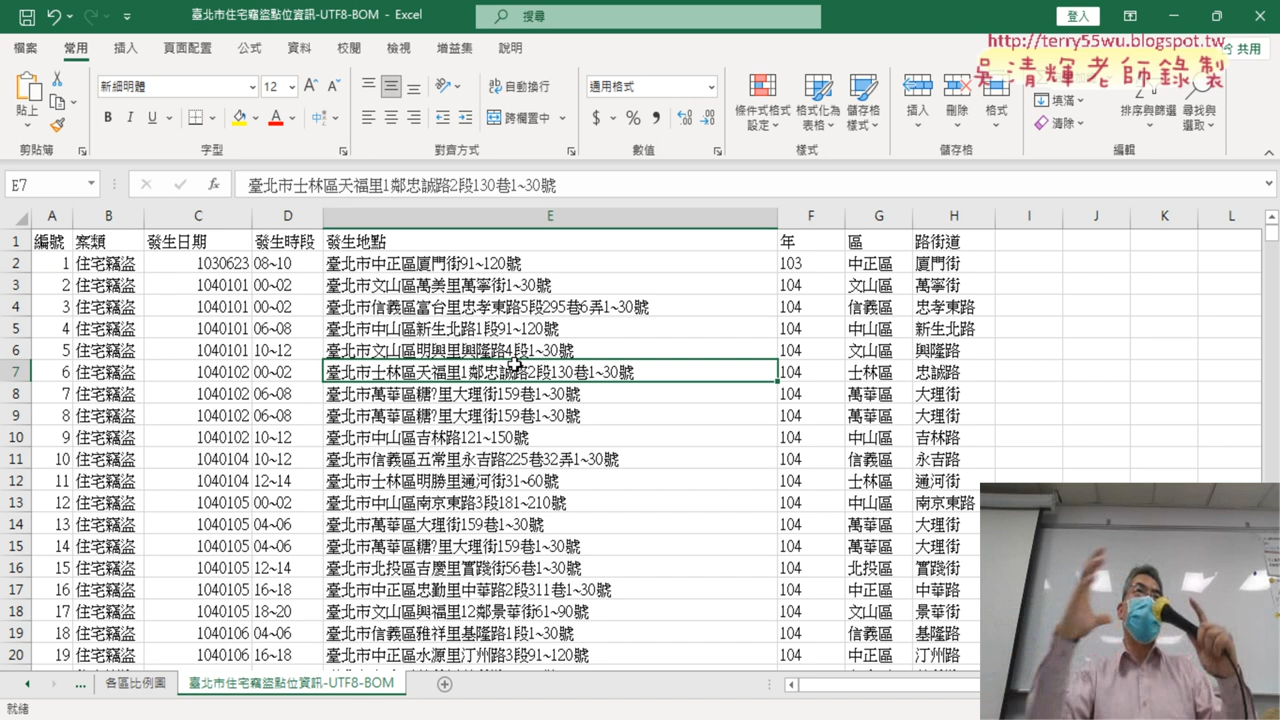 臺北市住宅竊盜點位資訊-UTF8-BOM - Excel
搜尋
登入
檔案 常用 插入 頁面配置 公式 資料 校閱 檢視 增益集 說明
共用
http://terry55wu.blogspot.tw
吳清輝老師錄製
貼上
新細明體 12
自動換行
跨欄置中
通用格式
條件式格式設定
格式化為表格
儲存格樣式
插入
刪除
格式
填滿
清除
排序與篩選
尋找與選取
剪貼簿 字型 對齊方式 數值 樣式 儲存格 編輯
E7 臺北市士林區天福里1鄰忠誠路2段130巷1~30號
A B C D E F G H I J K L
1 編號 案類 發生日期 發生時段 發生地點 年 區 路街道
2 1 住宅竊盜 1030623 08~10 臺北市中正區廈門街91~120號 103 中正區 廈門街
3 2 住宅竊盜 1040101 00~02 臺北市文山區萬美里萬寧街1~30號 104 文山區 萬寧街
4 3 住宅竊盜 1040101 00~02 臺北市信義區富台里忠孝東路5段295巷6弄1~30號 104 信義區 忠孝東路
5 4 住宅竊盜 1040101 06~08 臺北市中山區新生北路1段91~120號 104 中山區 新生北路
6 5 住宅竊盜 1040101 10~12 臺北市文山區明興里興隆路4段1~30號 104 文山區 興隆路
7 6 住宅竊盜 1040102 00~02 臺北市士林區天福里1鄰忠誠路2段130巷1~30號 104 士林區 忠誠路
8 7 住宅竊盜 1040102 06~08 臺北市萬華區糖?里大理街159巷1~30號 104 萬華區 大理街
9 8 住宅竊盜 1040102 06~08 臺北市萬華區糖?里大理街159巷1~30號 104 萬華區 大理街
10 9 住宅竊盜 1040102 10~12 臺北市中山區吉林路121~150號 104 中山區 吉林路
11 10 住宅竊盜 1040104 10~12 臺北市信義區五常里永吉路225巷32弄1~30號 104 信義區 永吉路
12 11 住宅竊盜 1040104 12~14 臺北市士林區明勝里通河街31~60號 104 士林區 通河街
13 12 住宅竊盜 1040105 00~02 臺北市中山區南京東路3段181~210號 104 中山區 南京東路
14 13 住宅竊盜 1040105 04~06 臺北市萬華區大理街159巷1~30號 104 萬華區 大理街
15 14 住宅竊盜 1040105 04~06 臺北市萬華區糖?里大理街159巷1~30號 104 萬華區 大理街
16 15 住宅竊盜 1040105 12~14 臺北市北投區吉慶里實踐街56巷1~30號 104 北投區 實踐街
17 16 住宅竊盜 1040105 16~18 臺北市中正區忠勤里中華路2段311巷1~30號 104 中正區 中華路
18 17 住宅竊盜 1040105 18~20 臺北市文山區興福里12鄰景華街61~90號 104 文山區 景華街
19 18 住宅竊盜 1040106 04~06 臺北市信義區雅祥里基隆路1段1~30號 104 信義區 基隆路
20 19 住宅竊盜 1040106 16~18 臺北市中正區水源里汀州路3段91~120號 104 中正區 汀州路
... 各區比例圖 臺北市住宅竊盜點位資訊-UTF8-BOM
就緒